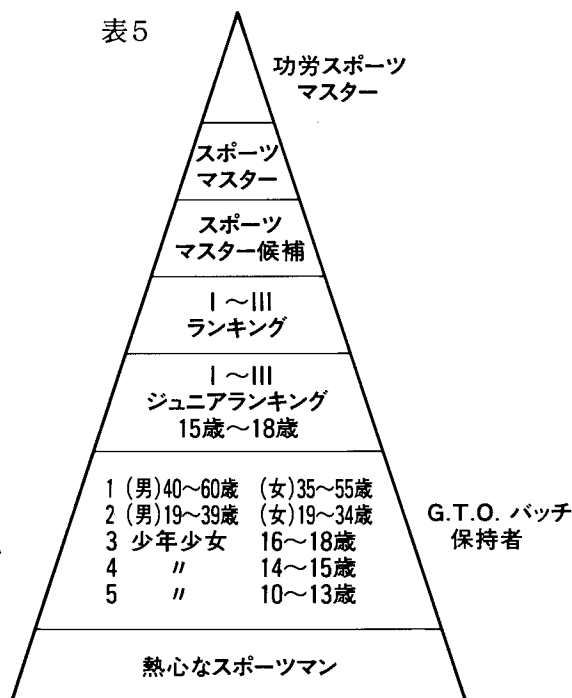 表5
功労スポーツ
マスター
スポーツ
マスター
スポーツ
マスター候補
I～III
ランキング
I～III
ジュニアランキング
15歳～18歳
1 (男)40～60歳 (女)35～55歳
2 (男)19～39歳 (女)19～34歳
3 少年少女 16～18歳
4 〃 14～15歳
5 〃 10～13歳
G.T.O. バッチ
保持者
熱心なスポーツマン